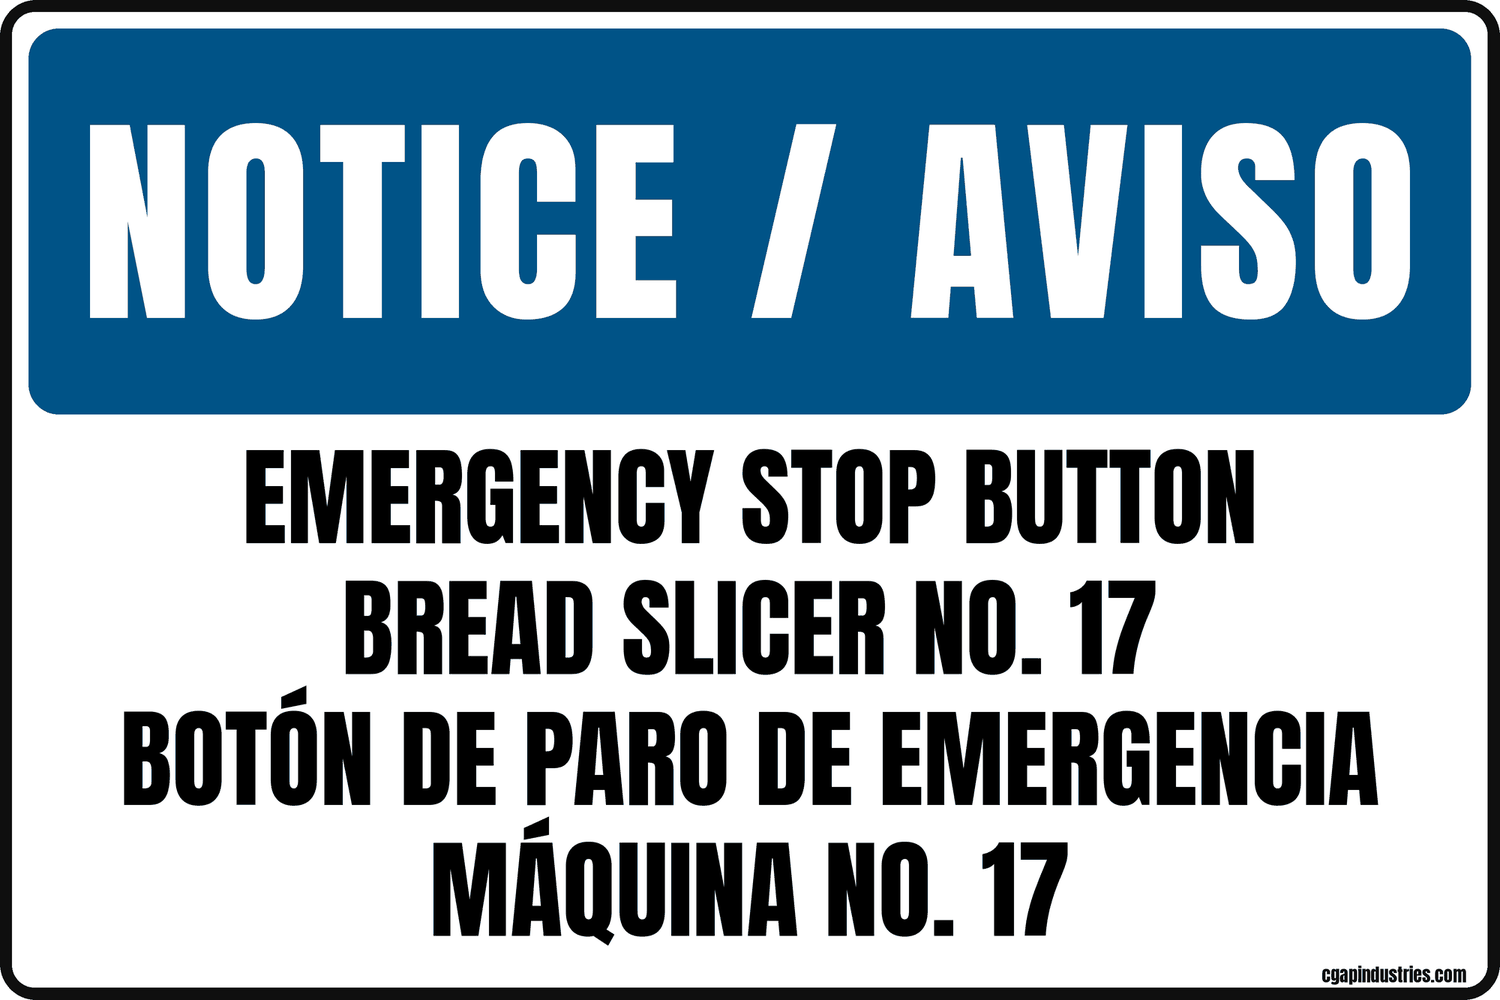 NOTICE / AVISO
EMERGENCY STOP BUTTON
BREAD SLICER NO. 17
BOTÓN DE PARO DE EMERGENCIA
MÁQUINA NO. 17
cgapindustries.com